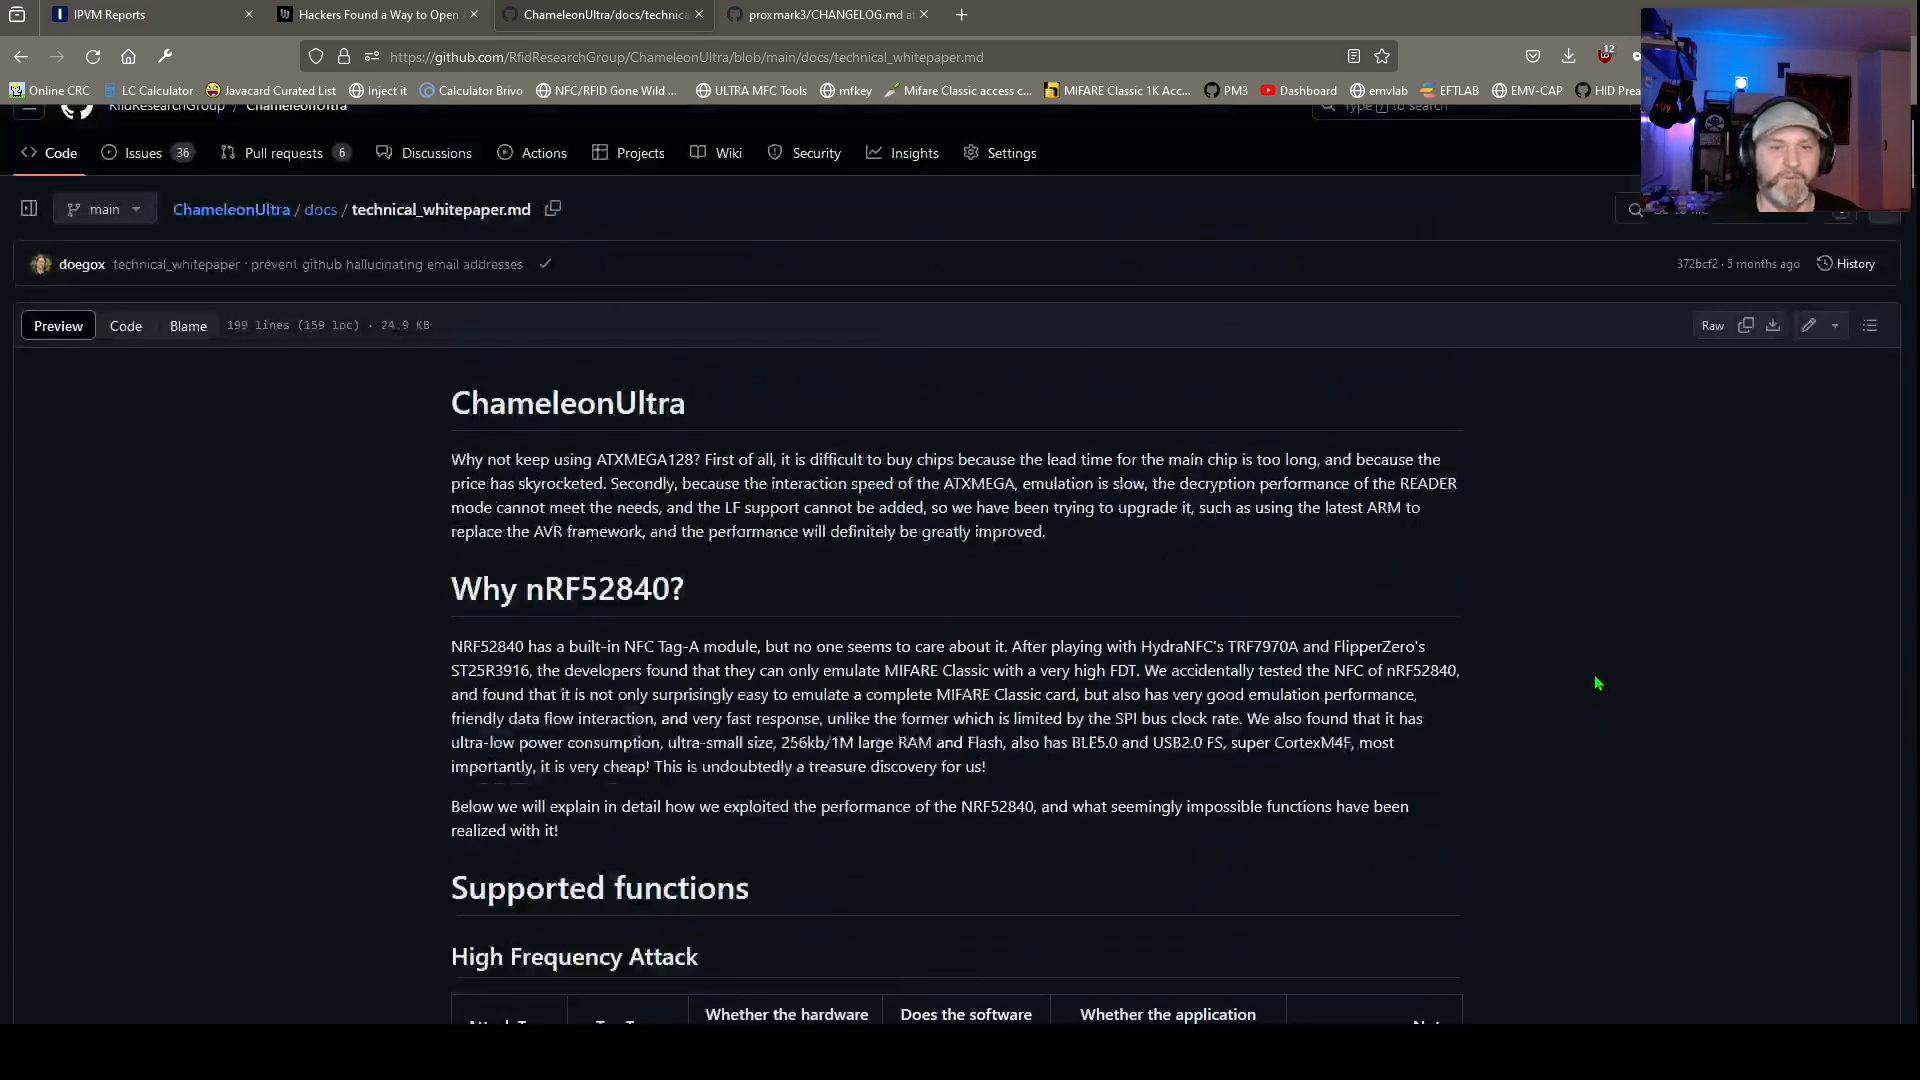 IPVM Reports
Hackers Found a Way to Open
ChameleonUltra/docs/technica
proxmark3/CHANGELOG.md a
https://github.com/RfidResearchGroup/ChameleonUltra/blob/main/docs/technical_whitepaper.md
12
Online CRC
LC Calculator
Javacard Curated List
Inject it
Calculator Brivo
NFC/RFID Gone Wild ...
ULTRA MFC Tools
mfkey
Mifare Classic access c...
MIFARE Classic 1K Acc...
PM3
Dashboard
emvlab
EFTLAB
EMV-CAP
HID Prea
RfidResearchGroup / ChameleonUltra
Type / to search
Code
Issues 36
Pull requests 6
Discussions
Actions
Projects
Wiki
Security
Insights
Settings
main
ChameleonUltra / docs / technical_whitepaper.md
doegox technical_whitepaper · prevent github hallucinating email addresses
372bcf2 · 5 months ago
History
Preview
Code
Blame
199 lines (159 loc) · 24.9 KB
Raw
ChameleonUltra
Why not keep using ATXMEGA128? First of all, it is difficult to buy chips because the lead time for the main chip is too long, and because the
price has skyrocketed. Secondly, because the interaction speed of the ATXMEGA, emulation is slow, the decryption performance of the READER
mode cannot meet the needs, and the LF support cannot be added, so we have been trying to upgrade it, such as using the latest ARM to
replace the AVR framework, and the performance will definitely be greatly improved.
Why nRF52840?
NRF52840 has a built-in NFC Tag-A module, but no one seems to care about it. After playing with HydraNFC's TRF7970A and FlipperZero's
ST25R3916, the developers found that they can only emulate MIFARE Classic with a very high FDT. We accidentally tested the NFC of nRF52840,
and found that it is not only surprisingly easy to emulate a complete MIFARE Classic card, but also has very good emulation performance,
friendly data flow interaction, and very fast response, unlike the former which is limited by the SPI bus clock rate. We also found that it has
ultra-low power consumption, ultra-small size, 256kb/1M large RAM and Flash, also has BLE5.0 and USB2.0 FS, super CortexM4F, most
importantly, it is very cheap! This is undoubtedly a treasure discovery for us!
Below we will explain in detail how we exploited the performance of the NRF52840, and what seemingly impossible functions have been
realized with it!
Supported functions
High Frequency Attack
Whether the hardware
Does the software
Whether the application